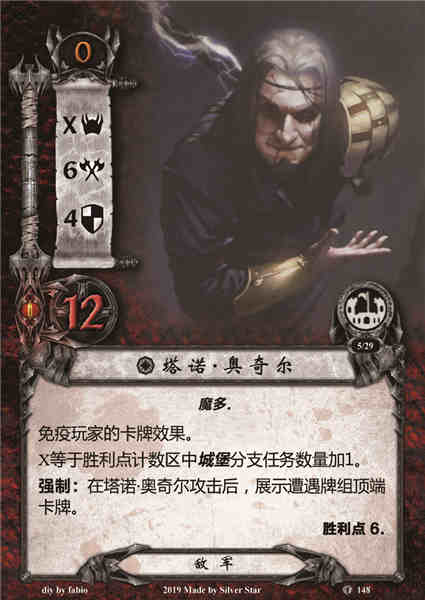 0
X
6
4
12
5/29
塔诺·奥奇尔
魔多.
免疫玩家的卡牌效果。
X等于胜利点计数区中城堡分支任务数量加1。
强制：在塔诺·奥奇尔攻击后，展示遭遇牌组顶端
卡牌。
胜利点 6.
敌军
diy by fabio 2019 Made by Silver Star 148